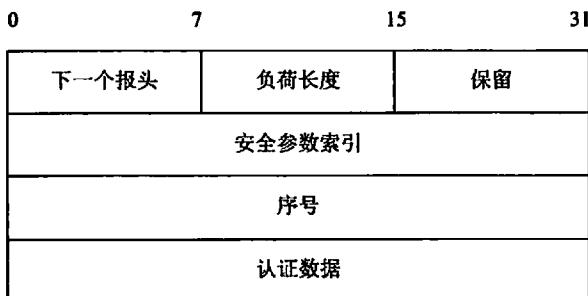 0 7 15 31
下一个报头 负荷长度 保留
安全参数索引
序号
认证数据